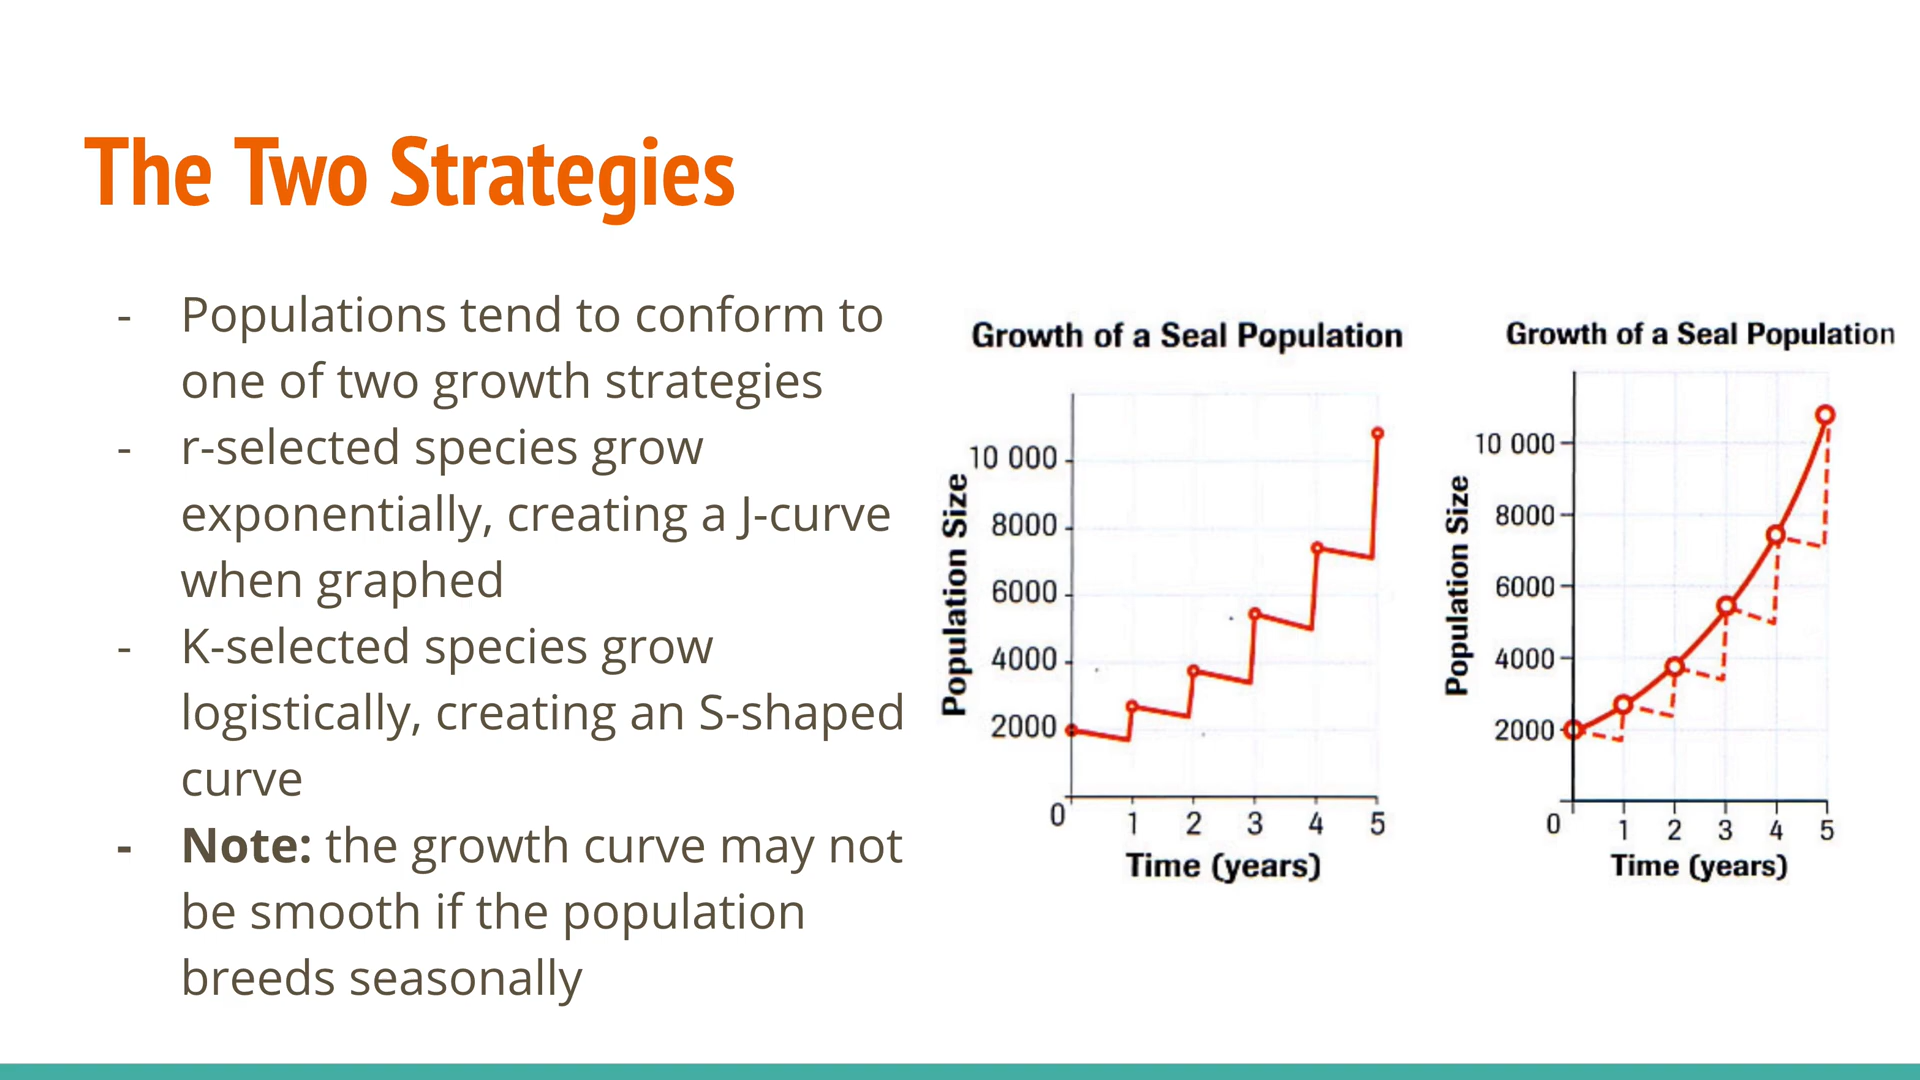 The Two Strategies
- Populations tend to conform to
one of two growth strategies
- r-selected species grow
exponentially, creating a J-curve
when graphed
- K-selected species grow
logistically, creating an S-shaped
curve
- Note: the growth curve may not
be smooth if the population
breeds seasonally
Growth of a Seal Population
Population Size
10 000
8000
6000
4000
2000
0 1 2 3 4 5
Time (years)
Growth of a Seal Population
Population Size
10 000
8000
6000
4000
2000
0 1 2 3 4 5
Time (years)